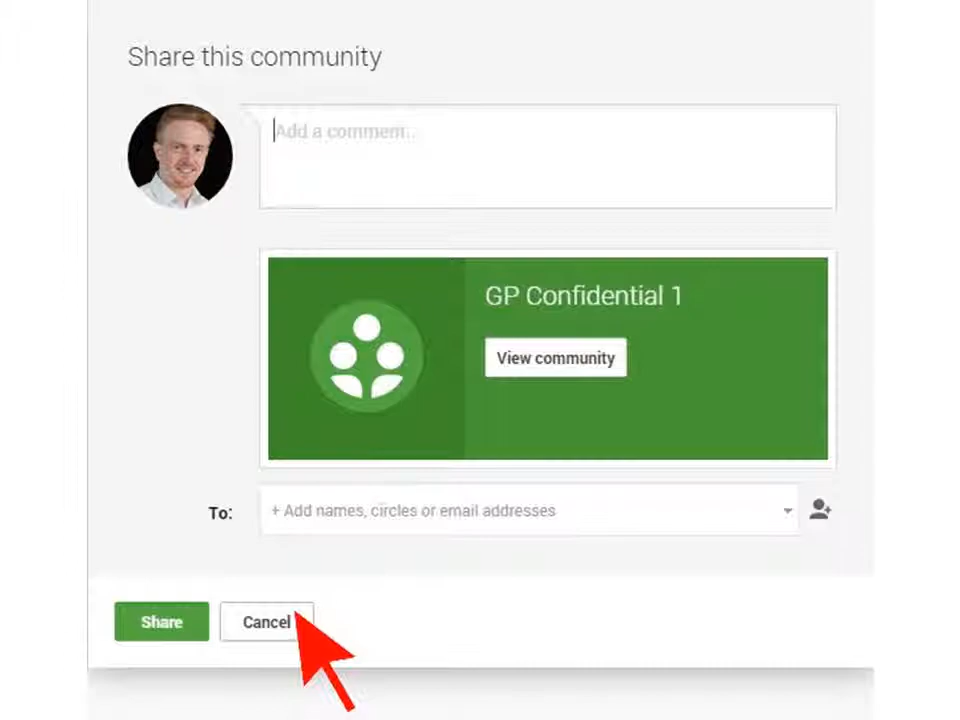 Share this community
Add a comment...
GP Confidential 1
View community
To:
+ Add names, circles or email addresses
Share
Cancel